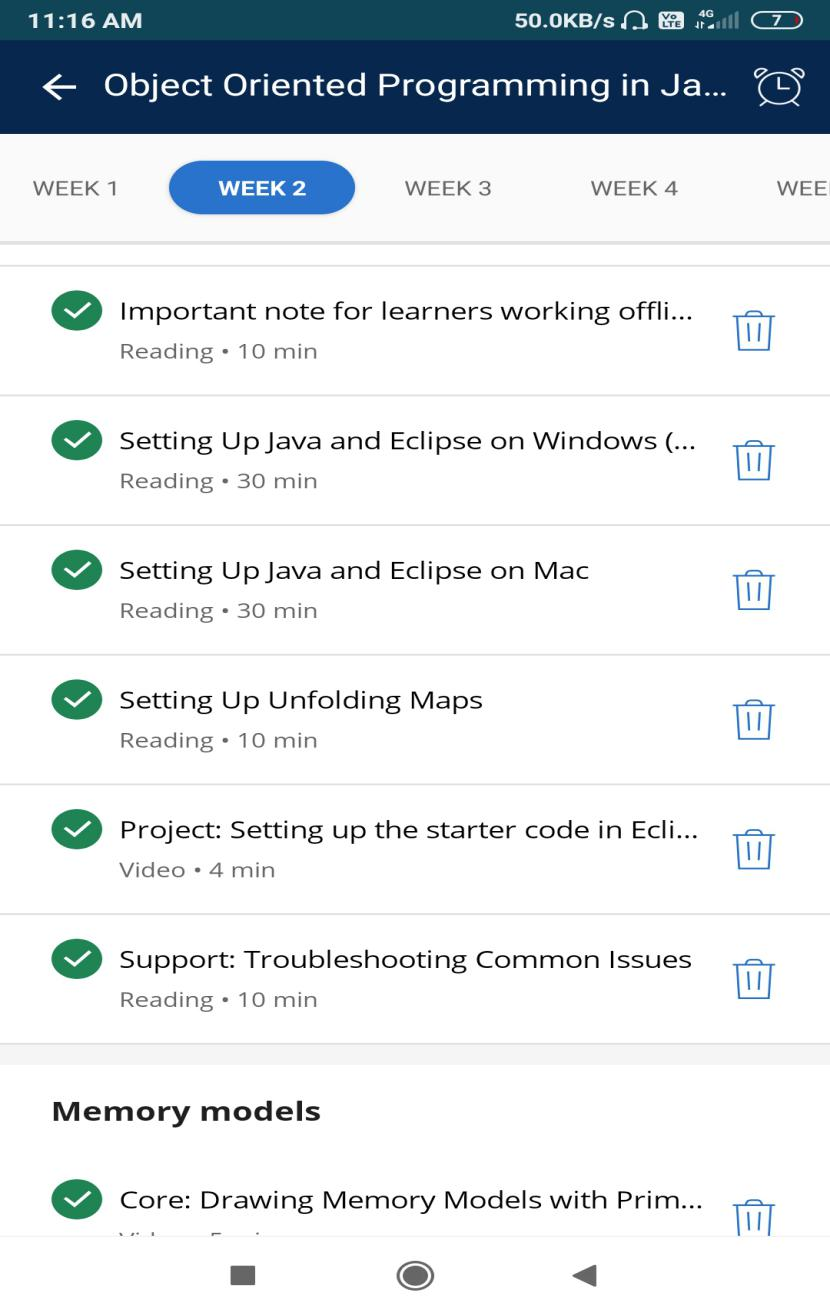 11:16 AM 50.0KB/s Vo LTE 4G 7
Object Oriented Programming in Ja...
WEEK 1 WEEK 2 WEEK 3 WEEK 4 WEE
Important note for learners working offli...
Reading • 10 min
Setting Up Java and Eclipse on Windows (...
Reading • 30 min
Setting Up Java and Eclipse on Mac
Reading • 30 min
Setting Up Unfolding Maps
Reading • 10 min
Project: Setting up the starter code in Ecli...
Video • 4 min
Support: Troubleshooting Common Issues
Reading • 10 min
Memory models
Core: Drawing Memory Models with Prim...